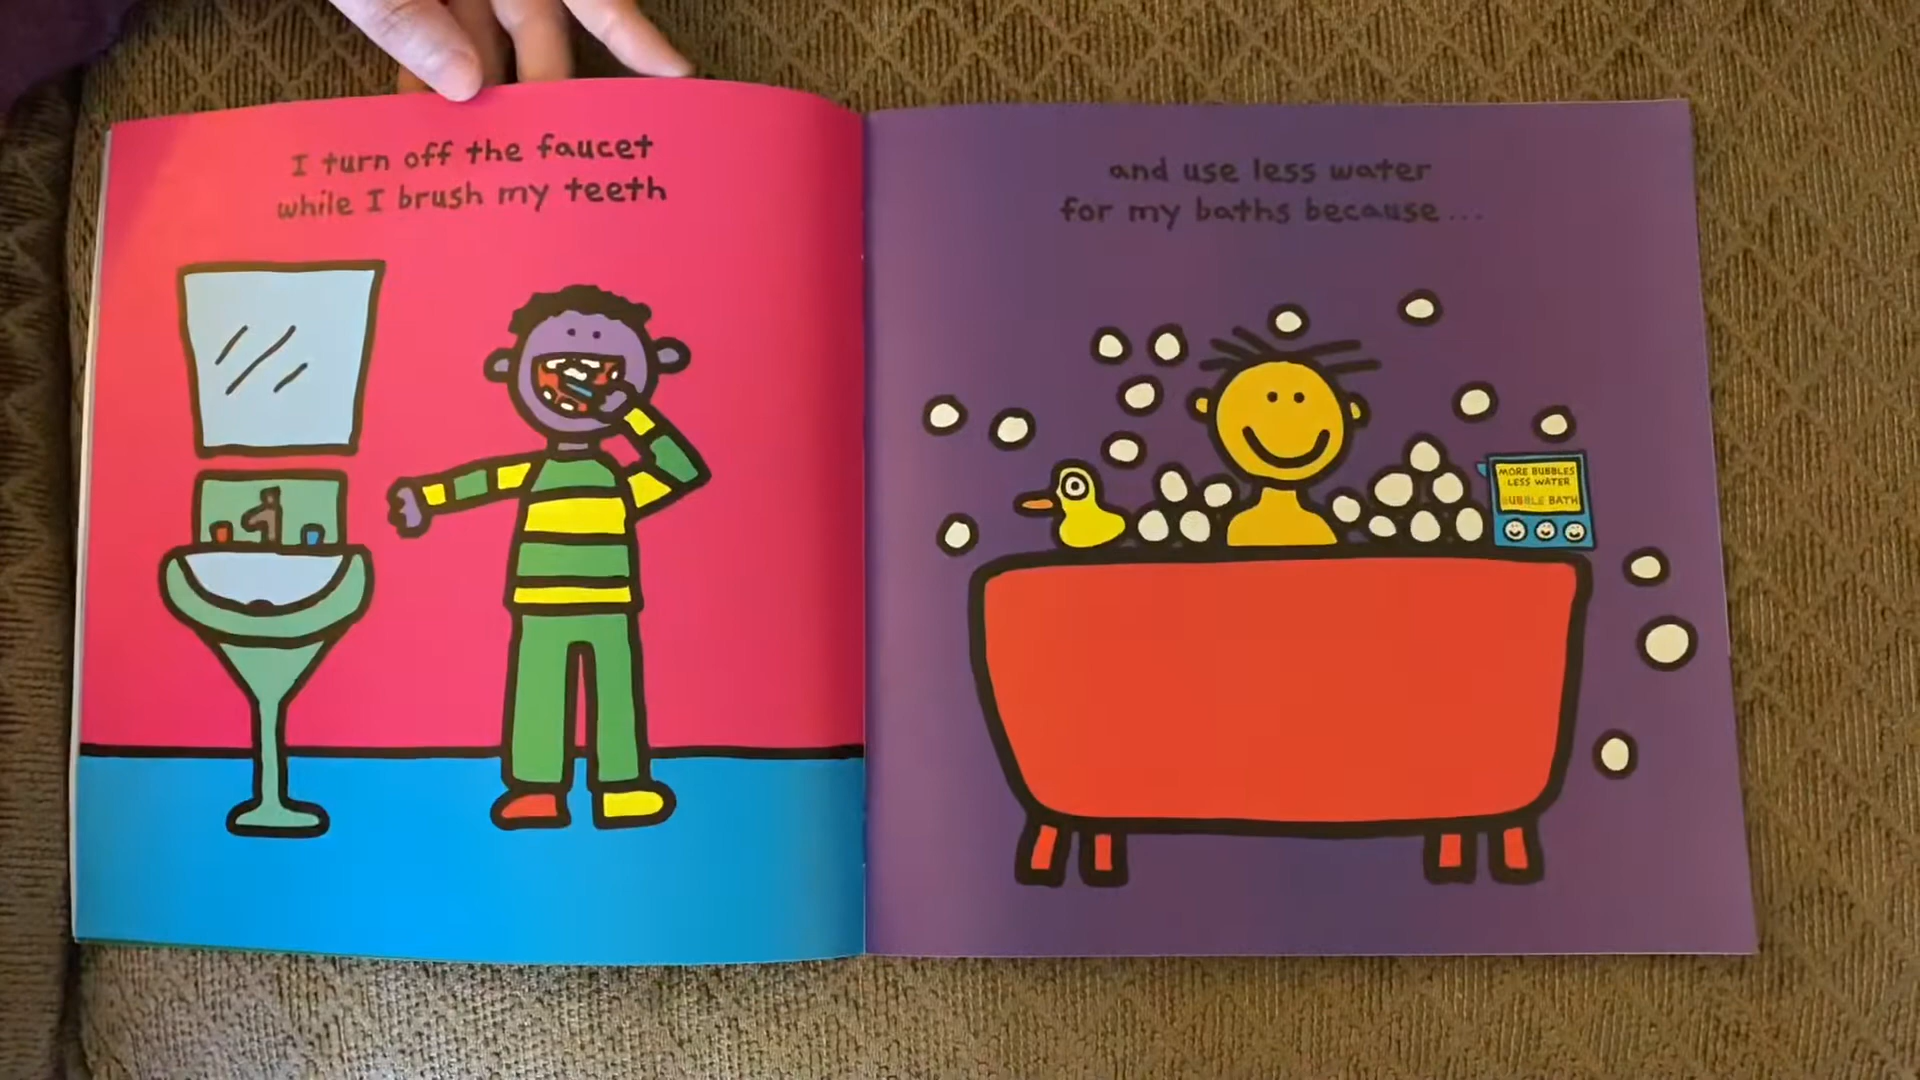 I turn off the faucet
while I brush my teeth
and use less water
for my baths because...
MORE BUBBLES
LESS WATER
BUBBLE BATH